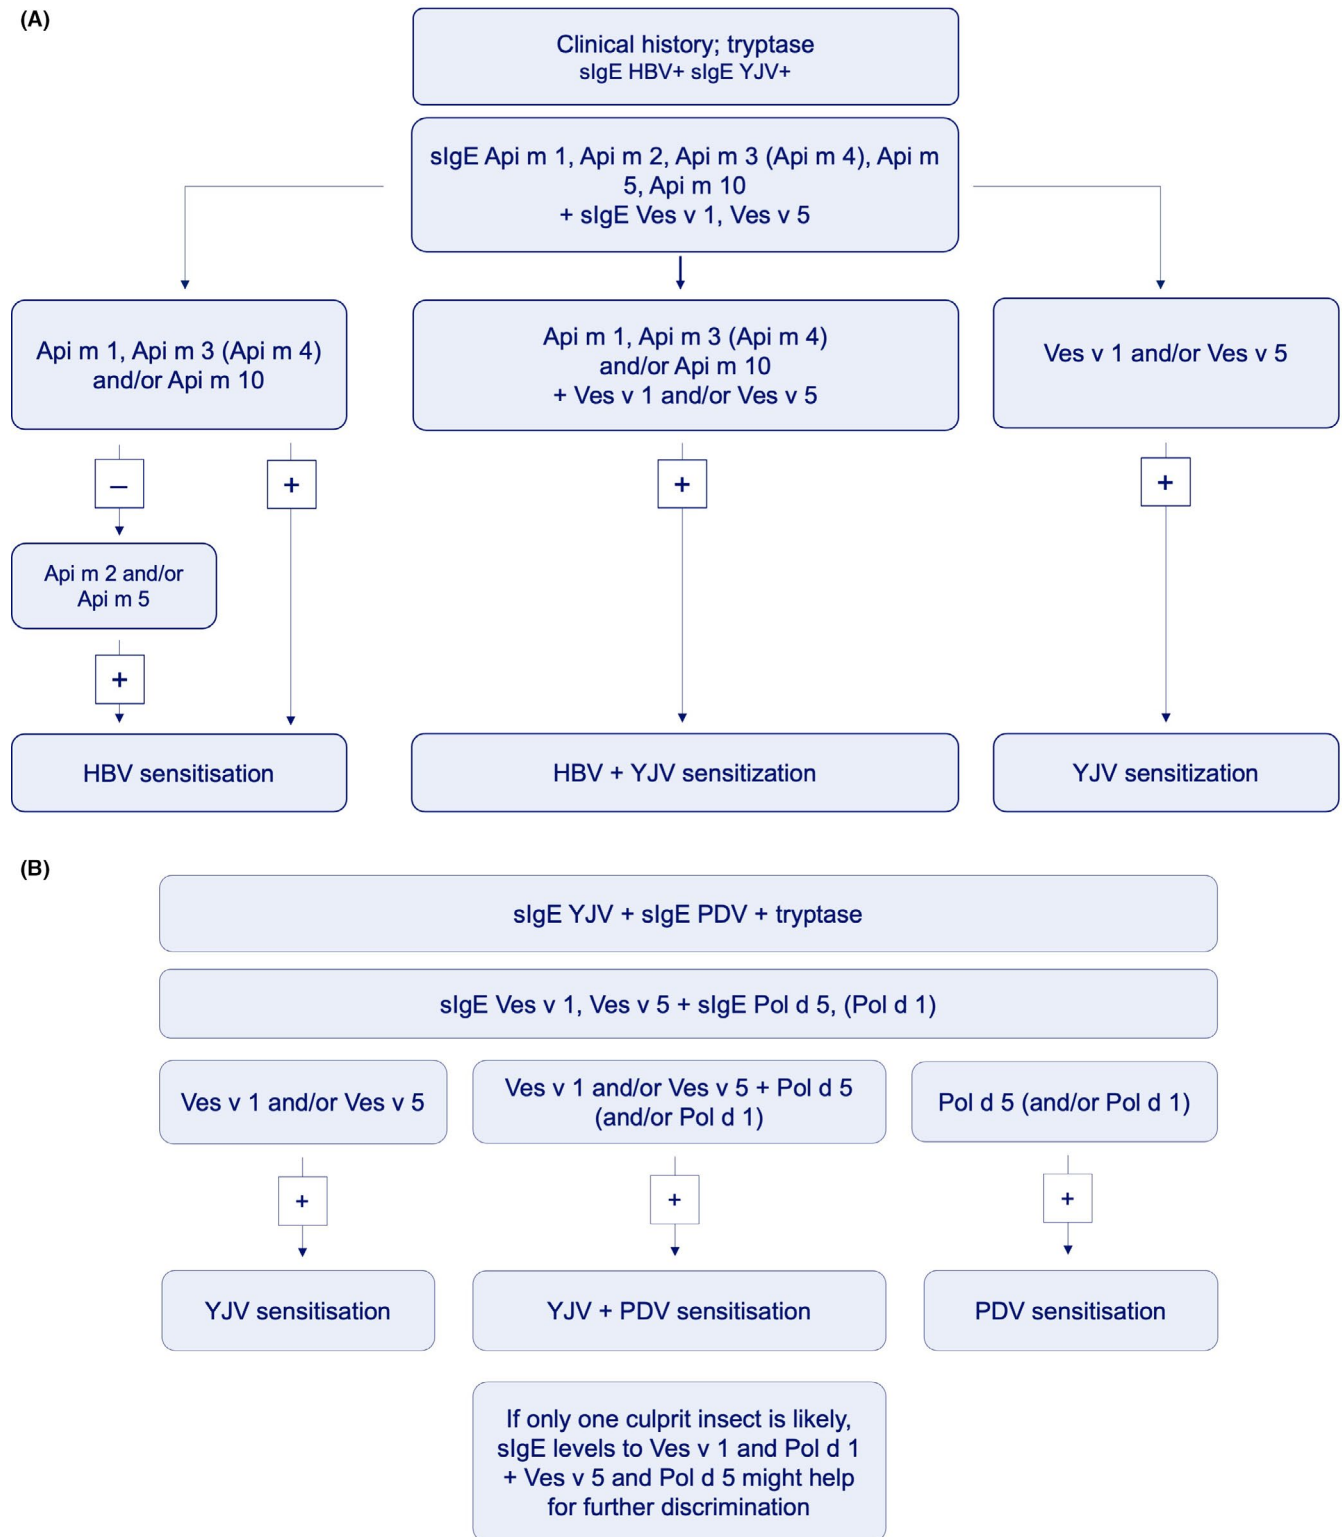 (A)
Clinical history; tryptase
sIgE HBV+ sIgE YJV+
sIgE Api m 1, Api m 2, Api m 3 (Api m 4), Api m
5, Api m 10
+ sIgE Ves v 1, Ves v 5
Api m 1, Api m 3 (Api m 4)
and/or Api m 10
Api m 1, Api m 3 (Api m 4)
and/or Api m 10
+ Ves v 1 and/or Ves v 5
Ves v 1 and/or Ves v 5
–
+
+
+
Api m 2 and/or
Api m 5
+
HBV sensitisation
HBV + YJV sensitization
YJV sensitization
(B)
sIgE YJV + sIgE PDV + tryptase
sIgE Ves v 1, Ves v 5 + sIgE Pol d 5, (Pol d 1)
Ves v 1 and/or Ves v 5
Ves v 1 and/or Ves v 5 + Pol d 5
(and/or Pol d 1)
Pol d 5 (and/or Pol d 1)
+
+
+
YJV sensitisation
YJV + PDV sensitisation
PDV sensitisation
If only one culprit insect is likely,
sIgE levels to Ves v 1 and Pol d 1
+ Ves v 5 and Pol d 5 might help
for further discrimination